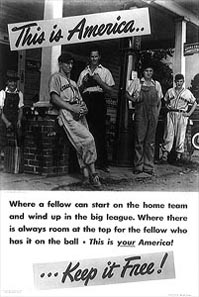 This is America..
Where a fellow can start on the home team
and wind up in the big league. Where there
is always room at the top for the fellow who
has it on the ball • This is your America!
...Keep it Free!